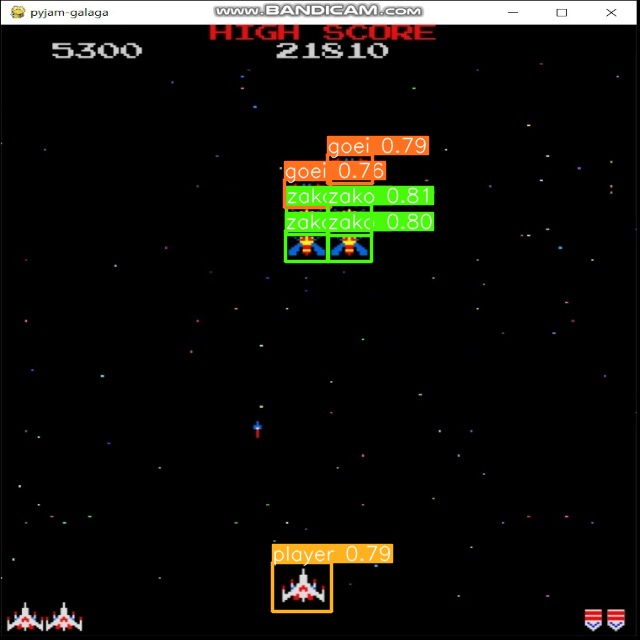 pyjam-galaga
www.BANDICAM.com
HIGH SCORE
5300 21810
goei 0.79
goei 0.76
zako zako 0.81
zako zako 0.80
player 0.79